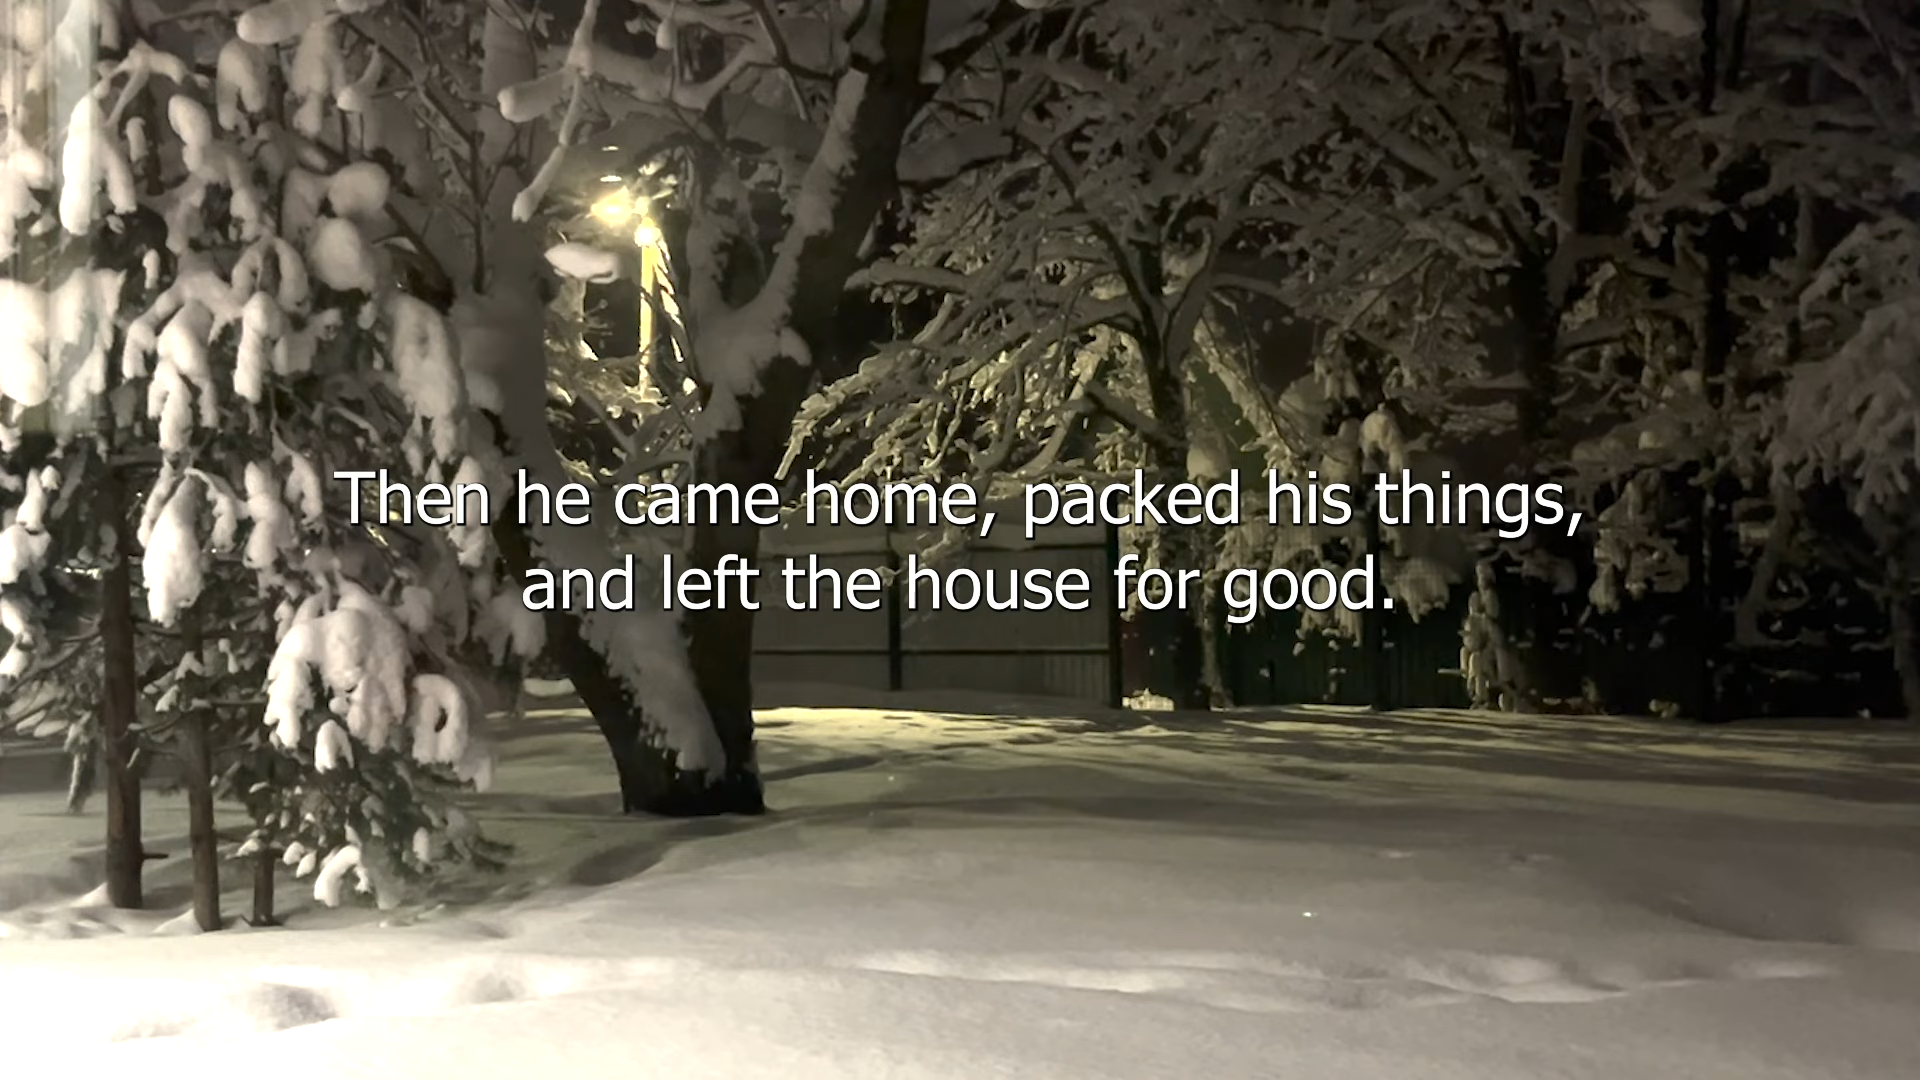 Then he came home, packed his things,
and left the house for good.